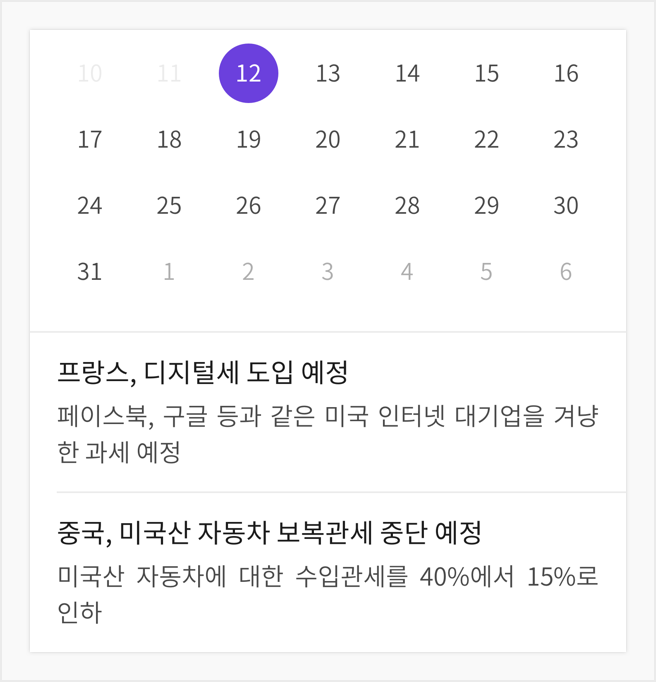 10 11 12 13 14 15 16
17 18 19 20 21 22 23
24 25 26 27 28 29 30
31 1 2 3 4 5 6
프랑스, 디지털세 도입 예정
페이스북, 구글 등과 같은 미국 인터넷 대기업을 겨냥
한 과세 예정
중국, 미국산 자동차 보복관세 중단 예정
미국산 자동차에 대한 수입관세를 40%에서 15%로
인하